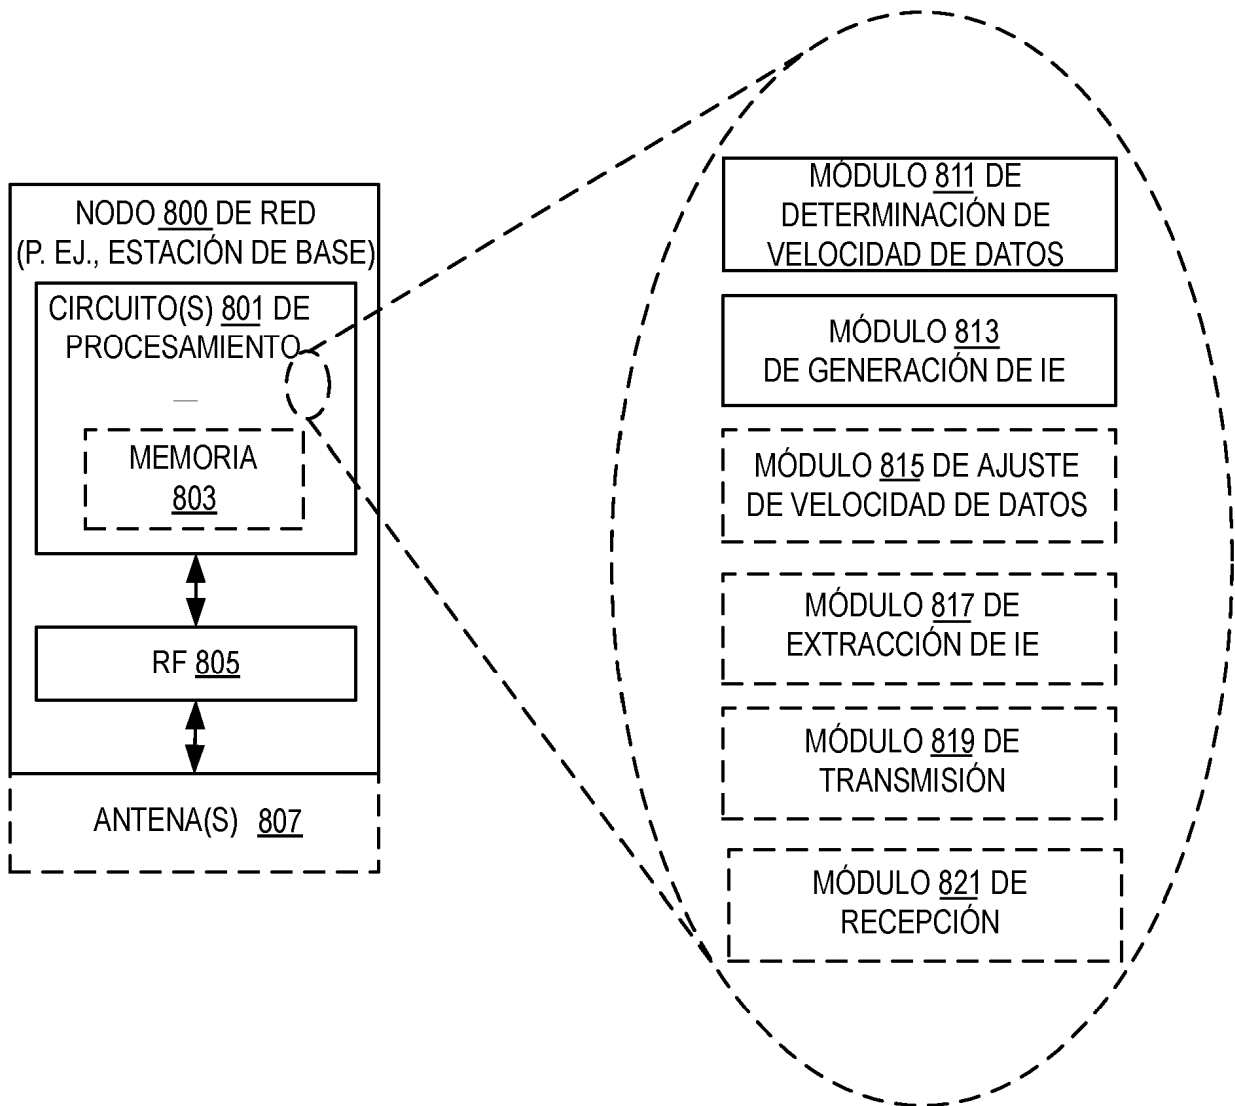 NODO 800 DE RED
(P. EJ., ESTACIÓN DE BASE)
CIRCUITO(S) 801 DE
PROCESAMIENTO
MEMORIA
803
RF 805
ANTENA(S) 807
MÓDULO 811 DE
DETERMINACIÓN DE
VELOCIDAD DE DATOS
MÓDULO 813
DE GENERACIÓN DE IE
MÓDULO 815 DE AJUSTE
DE VELOCIDAD DE DATOS
MÓDULO 817 DE
EXTRACCIÓN DE IE
MÓDULO 819 DE
TRANSMISIÓN
MÓDULO 821 DE
RECEPCIÓN